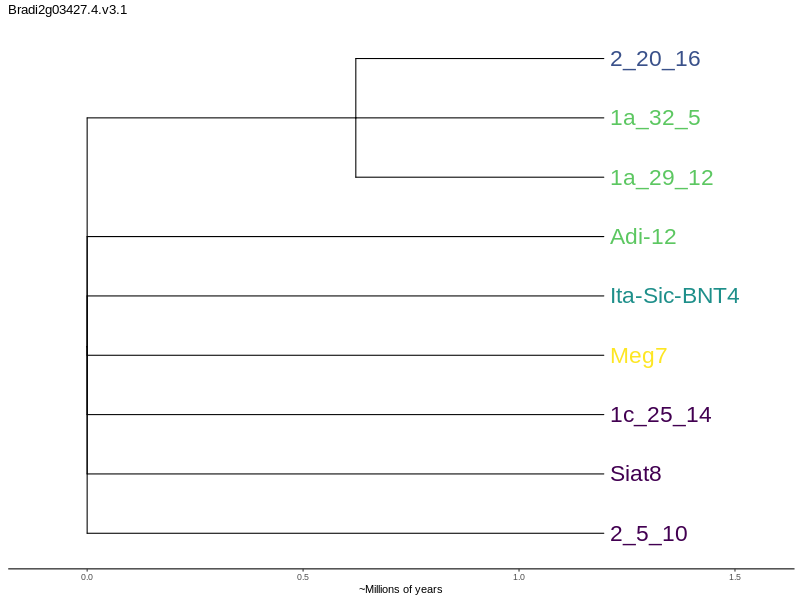 Bradi2g03427.4.v3.1
2_20_16
1a_32_5
1a_29_12
Adi-12
Ita-Sic-BNT4
Meg7
1c_25_14
Siat8
2_5_10
0.0 0.5 1.0 1.5
~Millions of years